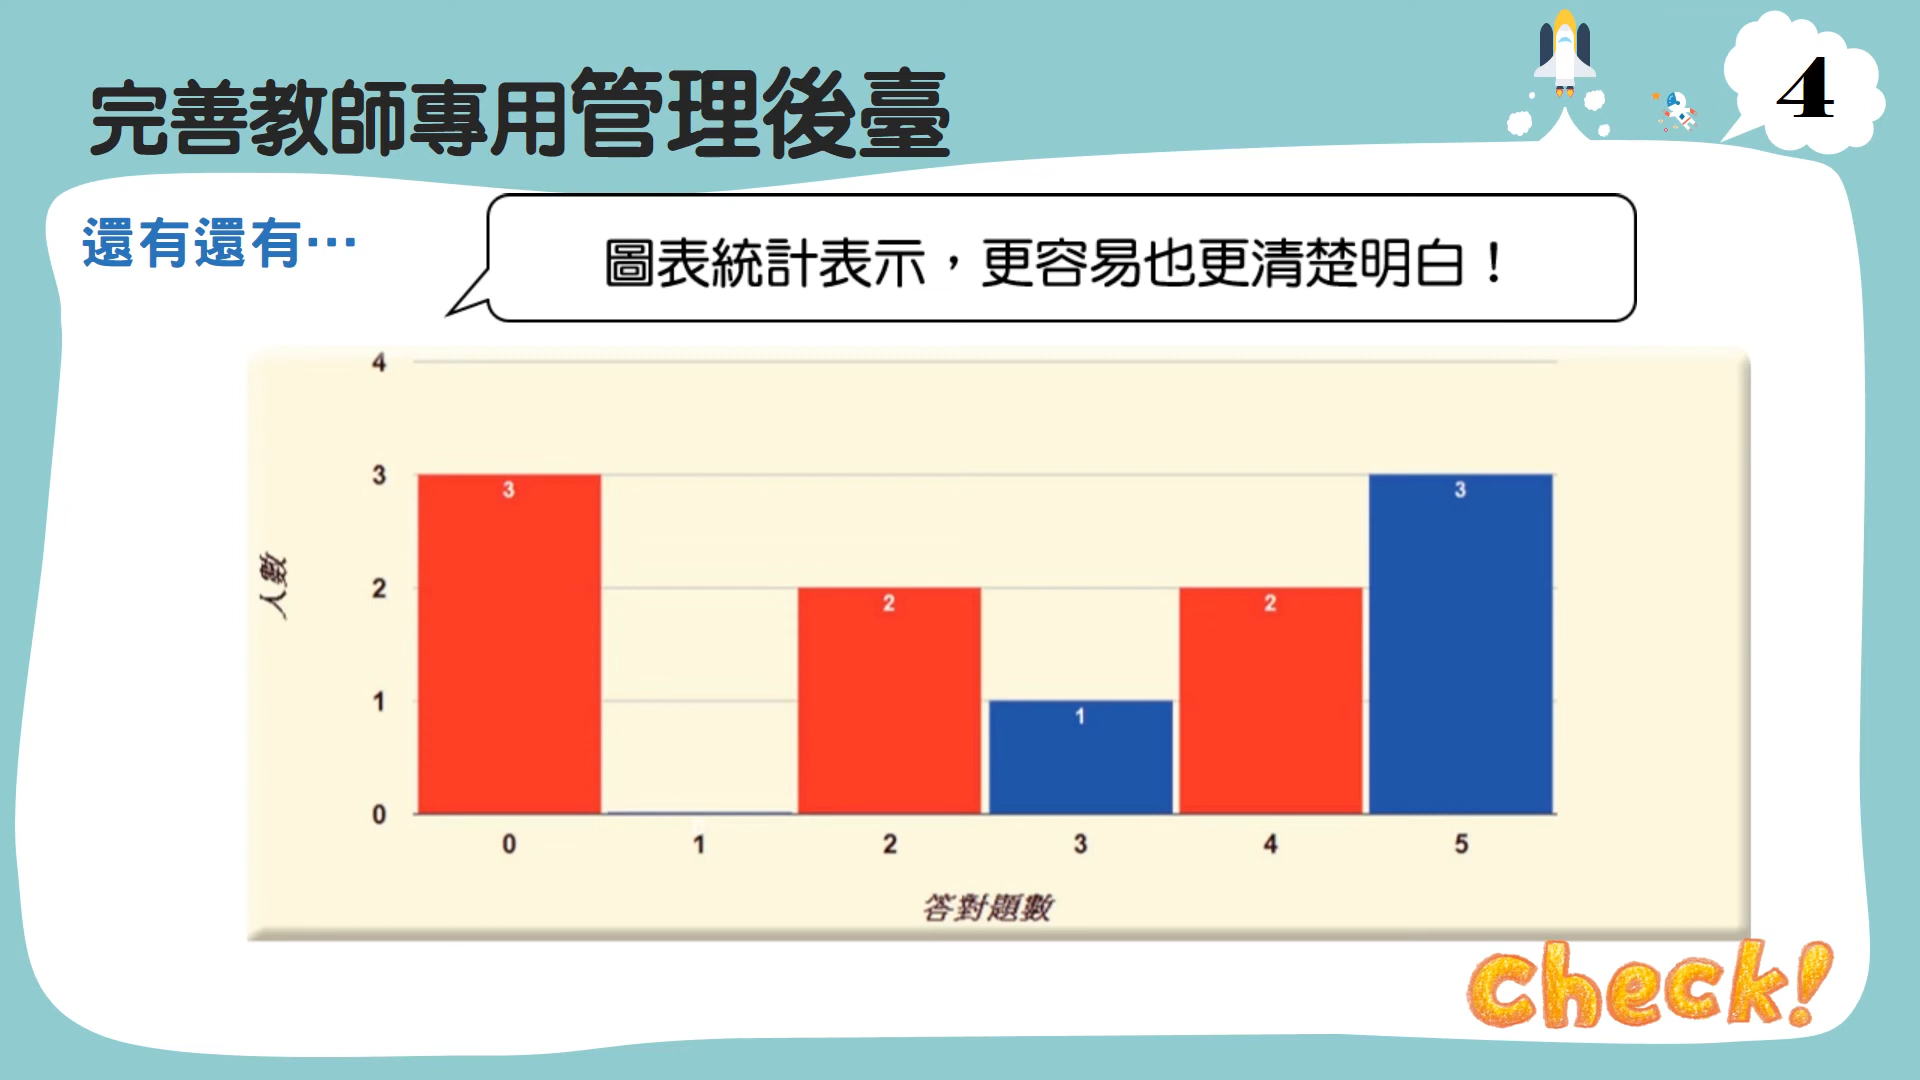 完善教師專用管理後臺
4
還有還有…
圖表統計表示，更容易也更清楚明白！
4
3
2
1
0
人數
3
2
1
2
3
0 1 2 3 4 5
答對題數
Check!